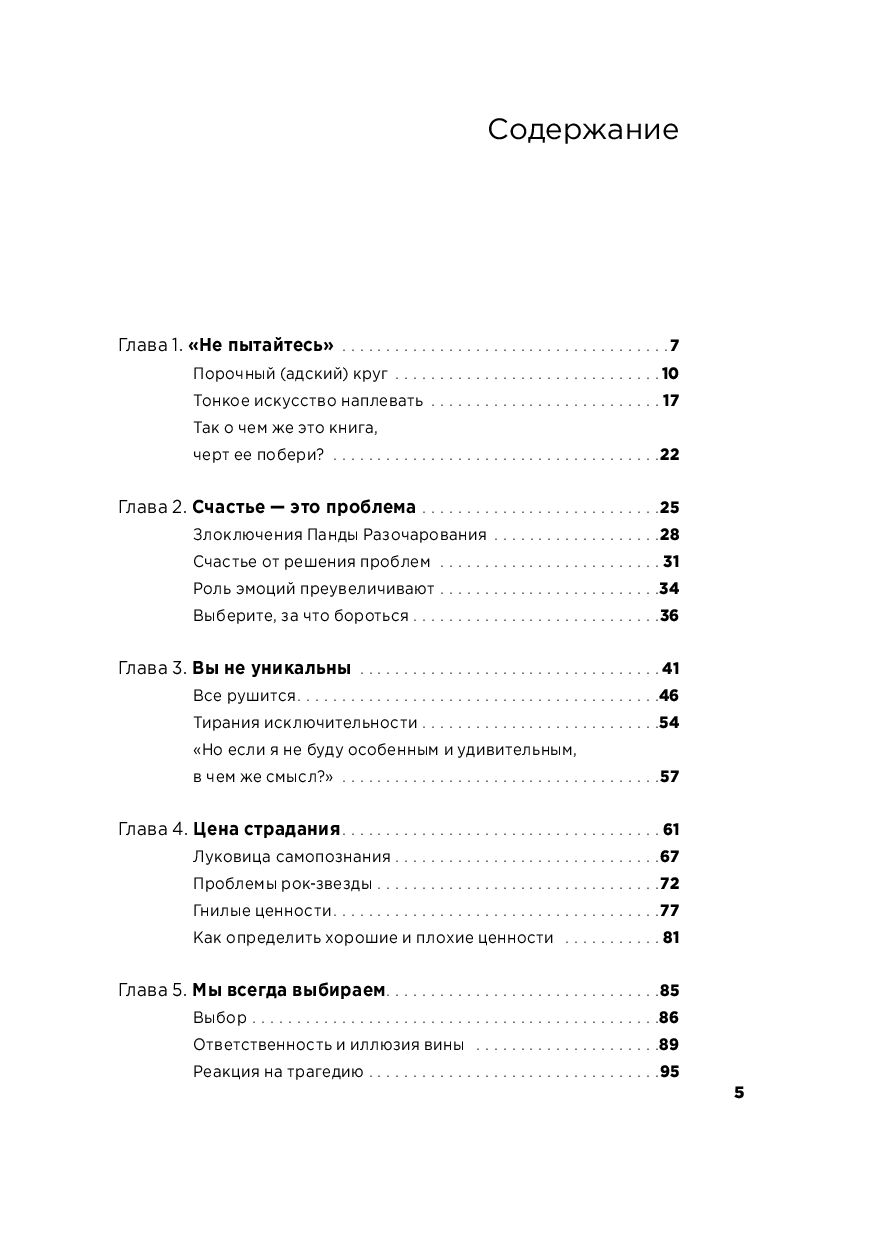 Содержание
Глава 1. «Не пытайтесь» . . . . . . . . . . . . . . . . . . . . . . . . . . . . . . . . . . . . . 7
Порочный (адский) круг . . . . . . . . . . . . . . . . . . . . . . . . . . . . . . 10
Тонкое искусство наплевать . . . . . . . . . . . . . . . . . . . . . . . . . . 17
Так о чем же это книга,
черт ее побери? . . . . . . . . . . . . . . . . . . . . . . . . . . . . . . . . . . . . . 22
Глава 2. Счастье — это проблема . . . . . . . . . . . . . . . . . . . . . . . . . . . 25
Злоключения Панды Разочарования . . . . . . . . . . . . . . . . . . . 28
Счастье от решения проблем . . . . . . . . . . . . . . . . . . . . . . . . . 31
Роль эмоций преувеличивают . . . . . . . . . . . . . . . . . . . . . . . . . 34
Выберите, за что бороться . . . . . . . . . . . . . . . . . . . . . . . . . . . . 36
Глава 3. Вы не уникальны . . . . . . . . . . . . . . . . . . . . . . . . . . . . . . . . . . 41
Все рушится. . . . . . . . . . . . . . . . . . . . . . . . . . . . . . . . . . . . . . . . . 46
Тирания исключительности . . . . . . . . . . . . . . . . . . . . . . . . . . . 54
«Но если я не буду особенным и удивительным,
в чем же смысл?» . . . . . . . . . . . . . . . . . . . . . . . . . . . . . . . . . . . . 57
Глава 4. Цена страдания. . . . . . . . . . . . . . . . . . . . . . . . . . . . . . . . . . . . 61
Луковица самопознания . . . . . . . . . . . . . . . . . . . . . . . . . . . . . . 67
Проблемы рок-звезды . . . . . . . . . . . . . . . . . . . . . . . . . . . . . . . . 72
Гнилые ценности. . . . . . . . . . . . . . . . . . . . . . . . . . . . . . . . . . . . . 77
Как определить хорошие и плохие ценности . . . . . . . . . . . 81
Глава 5. Мы всегда выбираем. . . . . . . . . . . . . . . . . . . . . . . . . . . . . . . 85
Выбор . . . . . . . . . . . . . . . . . . . . . . . . . . . . . . . . . . . . . . . . . . . . . . 86
Ответственность и иллюзия вины . . . . . . . . . . . . . . . . . . . . . 89
Реакция на трагедию . . . . . . . . . . . . . . . . . . . . . . . . . . . . . . . . . 95
5